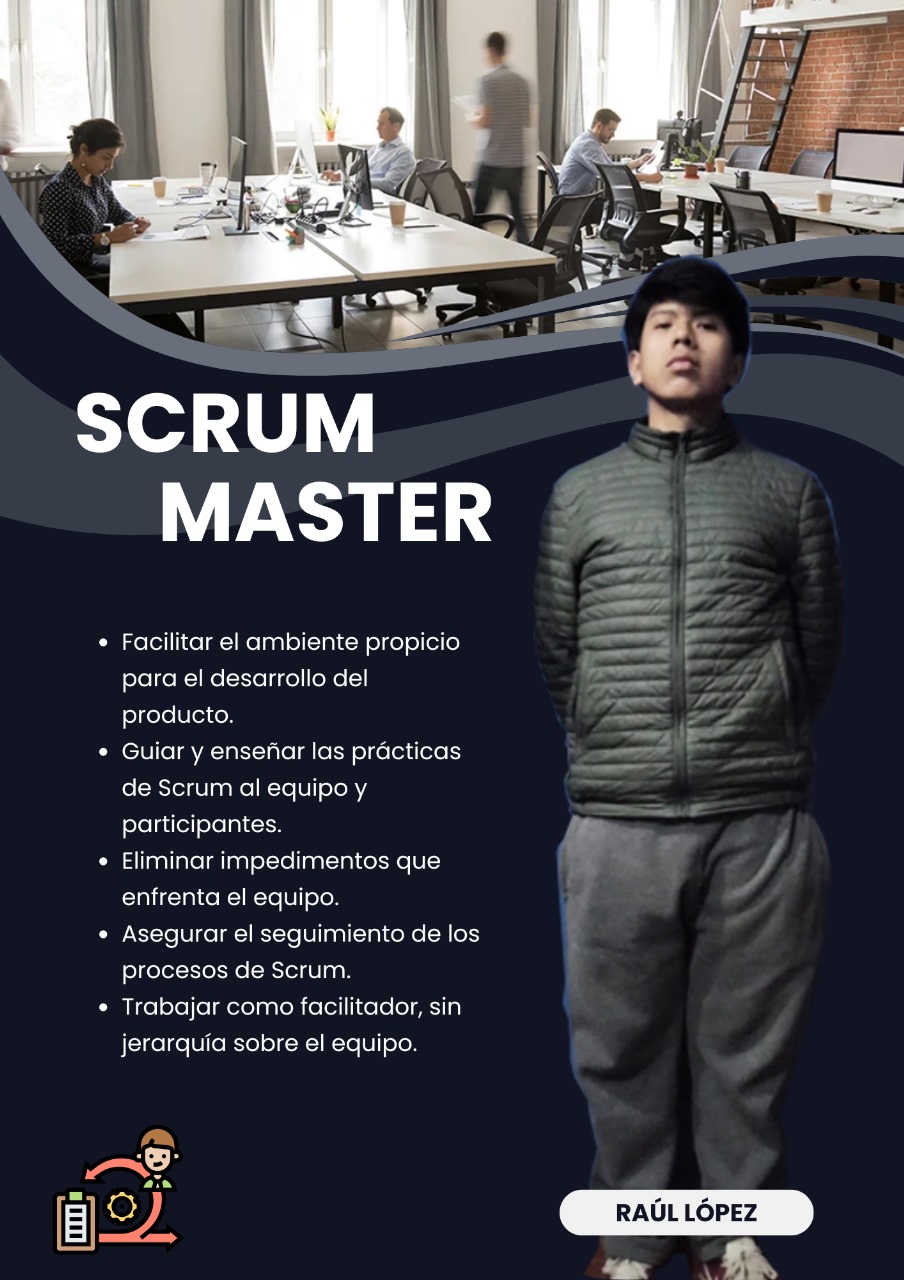 SCRUM
MASTER
• Facilitar el ambiente propicio
para el desarrollo del
producto.
• Guiar y enseñar las prácticas
de Scrum al equipo y
participantes.
• Eliminar impedimentos que
enfrenta el equipo.
• Asegurar el seguimiento de los
procesos de Scrum.
• Trabajar como facilitador, sin
jerarquía sobre el equipo.
RAÚL LÓPEZ